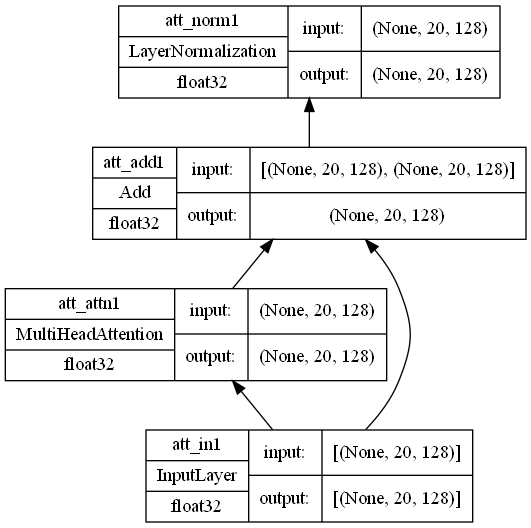 att_norm1
LayerNormalization
float32
input:
(None, 20, 128)
output:
(None, 20, 128)
att_add1
Add
float32
input:
[(None, 20, 128), (None, 20, 128)]
output:
(None, 20, 128)
att_attn1
MultiHeadAttention
float32
input:
(None, 20, 128)
output:
(None, 20, 128)
att_in1
InputLayer
float32
input:
[(None, 20, 128)]
output:
[(None, 20, 128)]